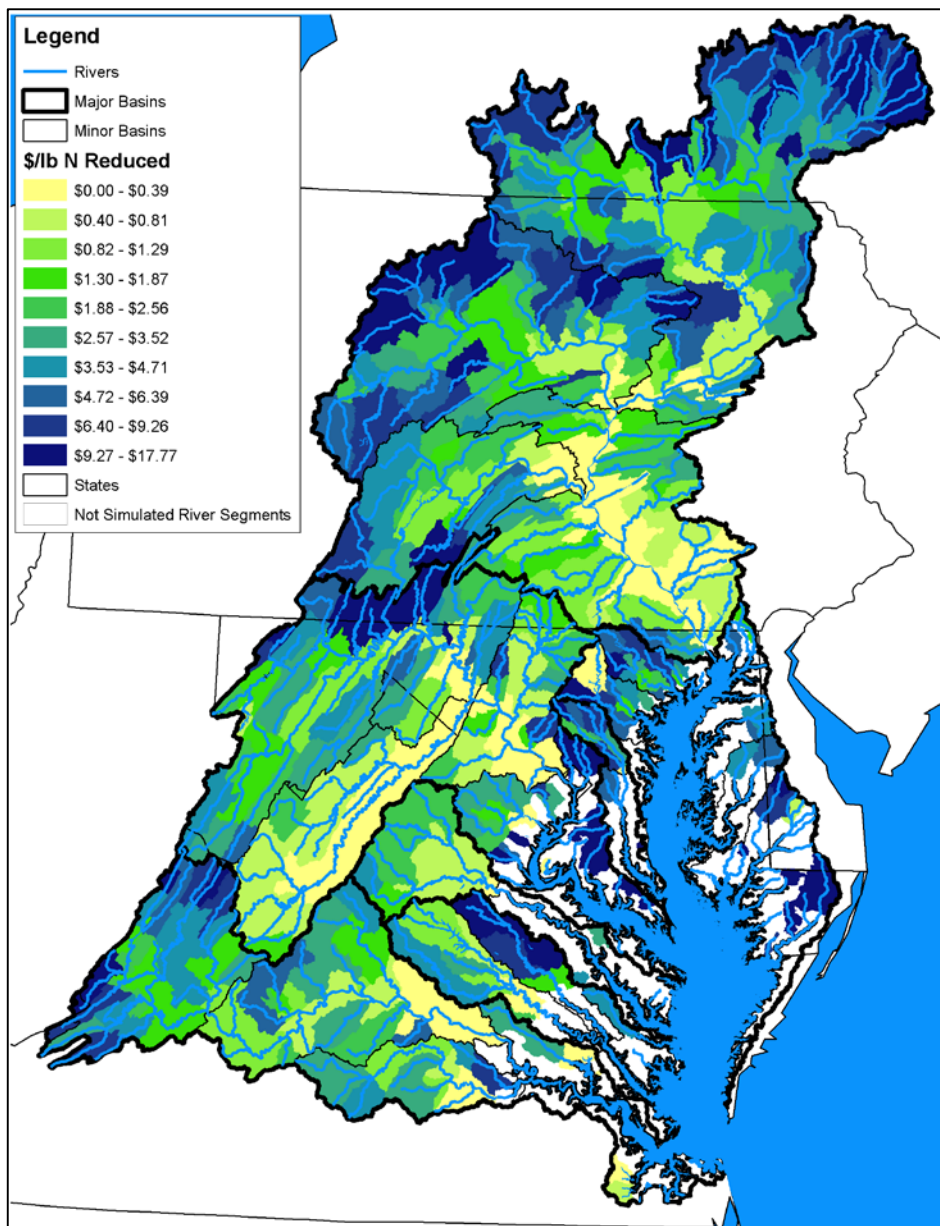 Legend
Rivers
Major Basins
Minor Basins
$/lb N Reduced
$0.00 - $0.39
$0.40 - $0.81
$0.82 - $1.29
$1.30 - $1.87
$1.88 - $2.56
$2.57 - $3.52
$3.53 - $4.71
$4.72 - $6.39
$6.40 - $9.26
$9.27 - $17.77
States
Not Simulated River Segments